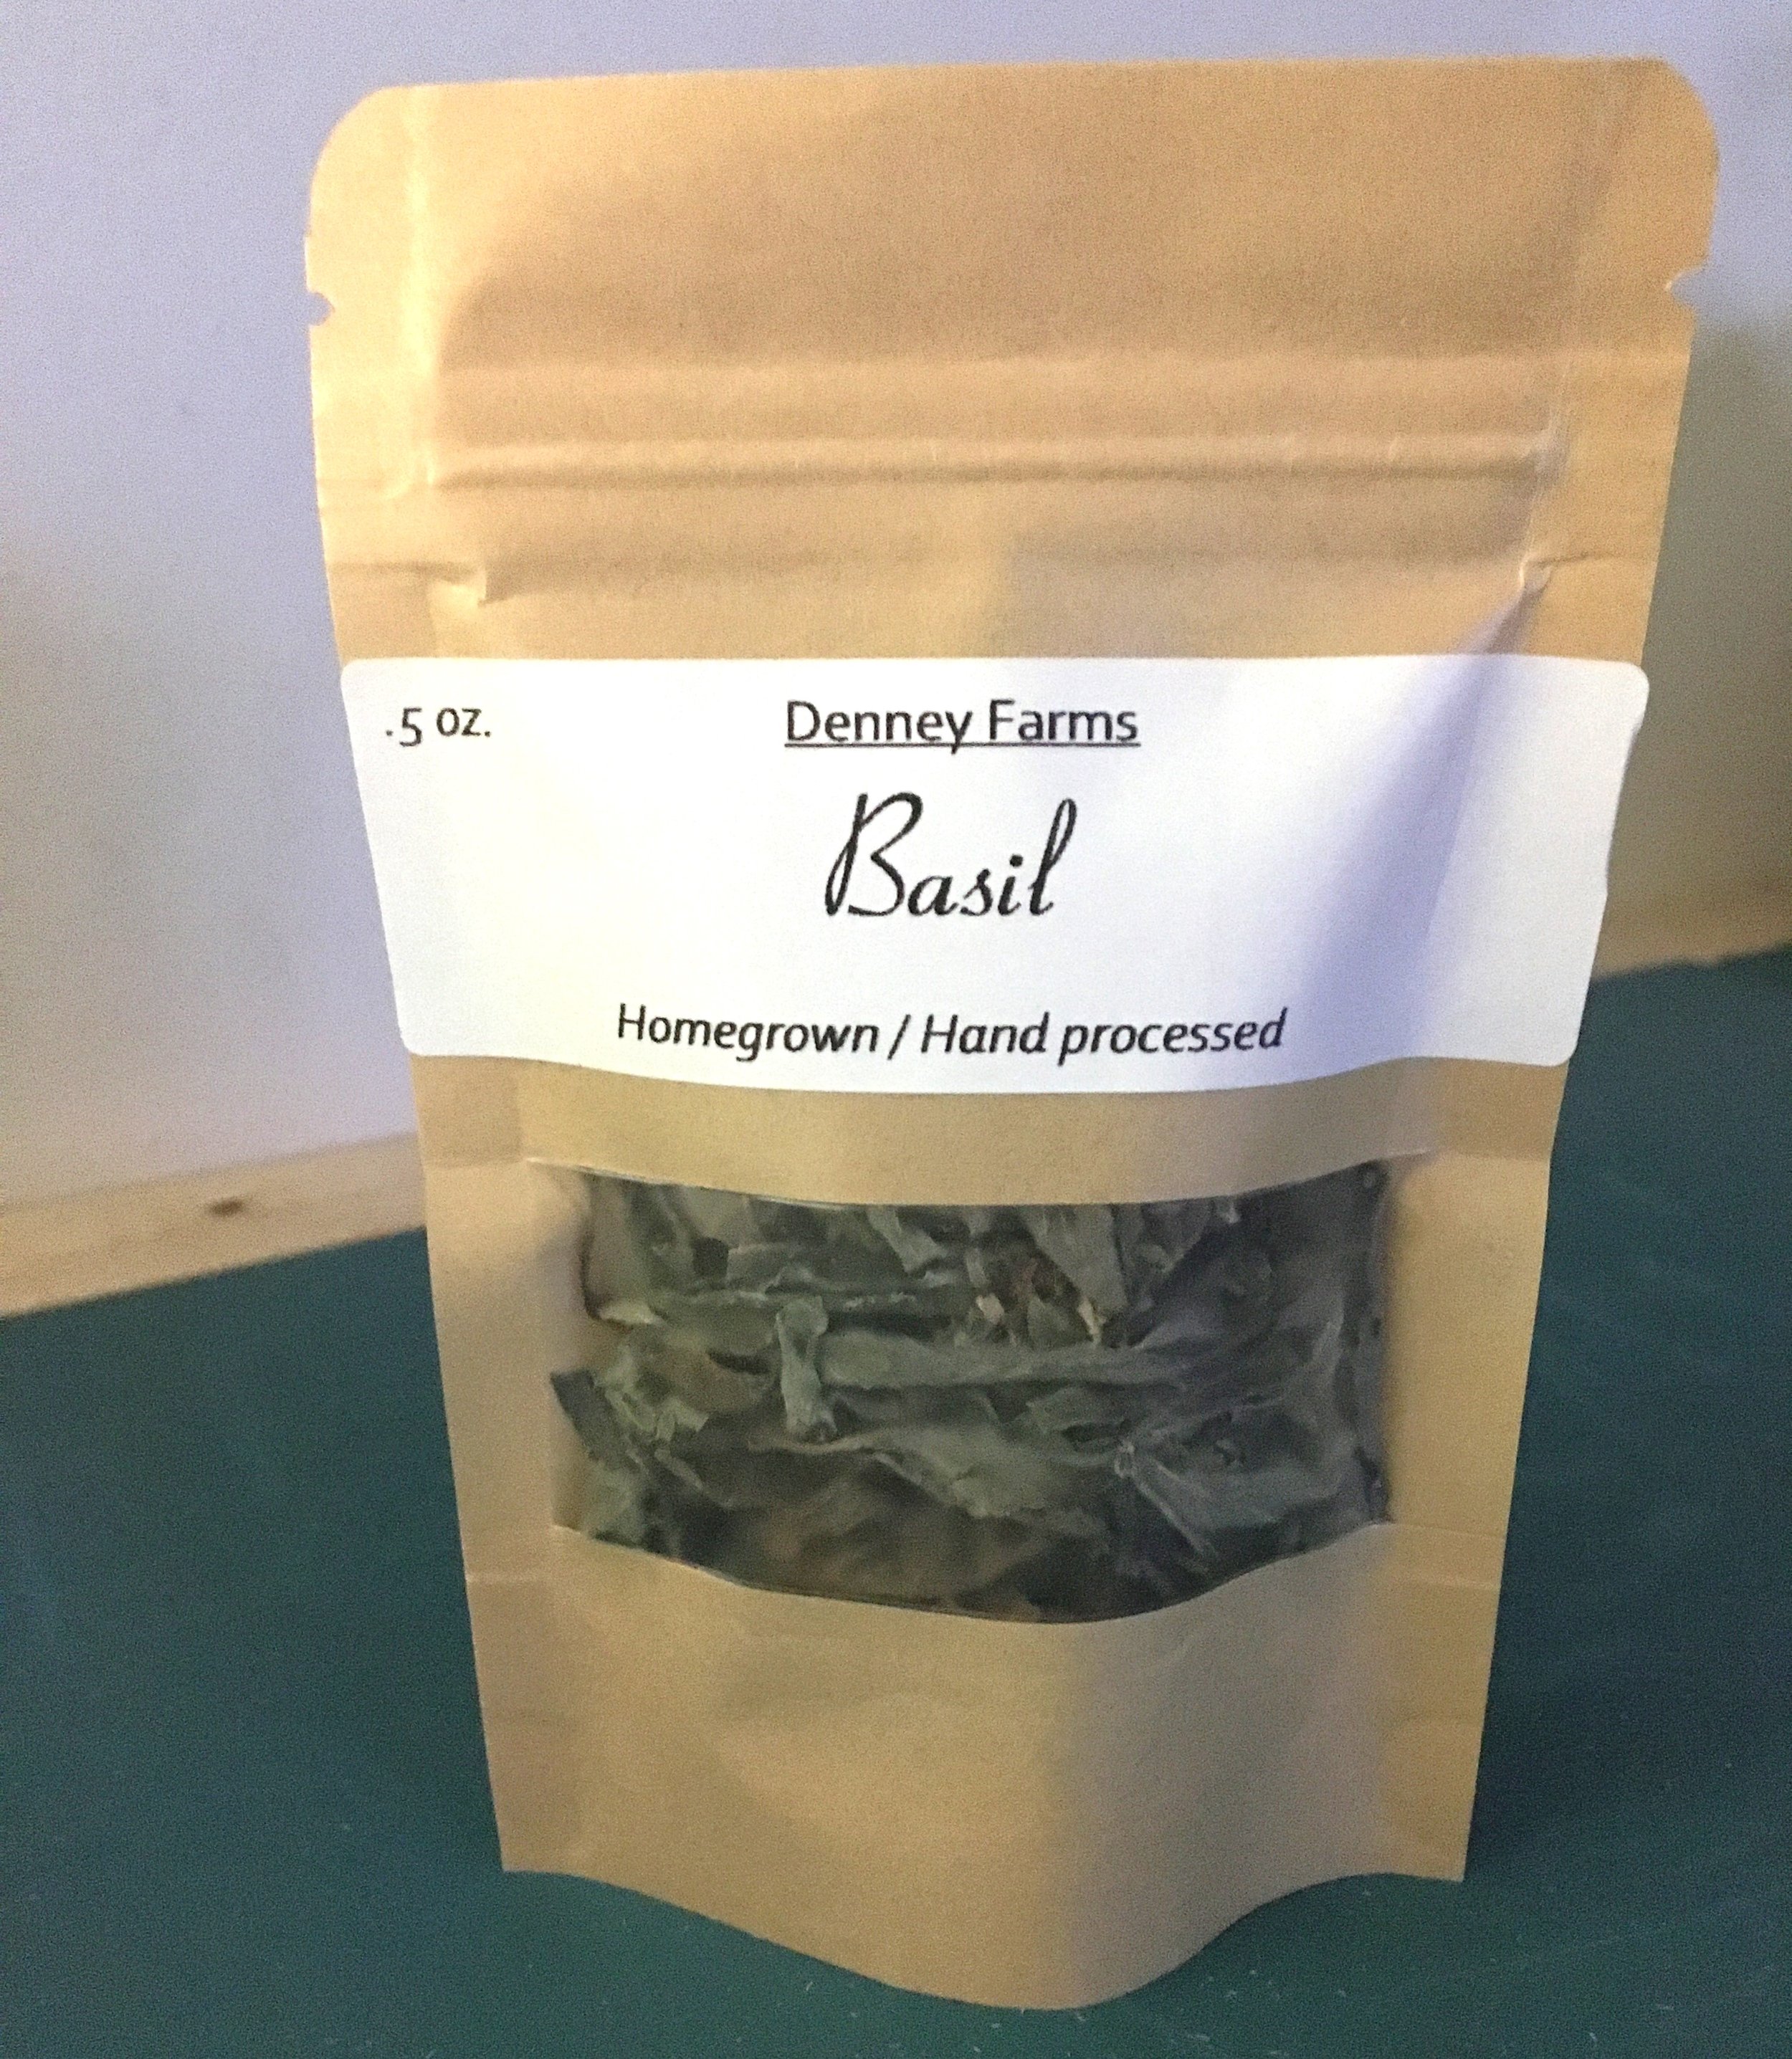 .5 oz.
Denney Farms
Basil
Homegrown / Hand processed